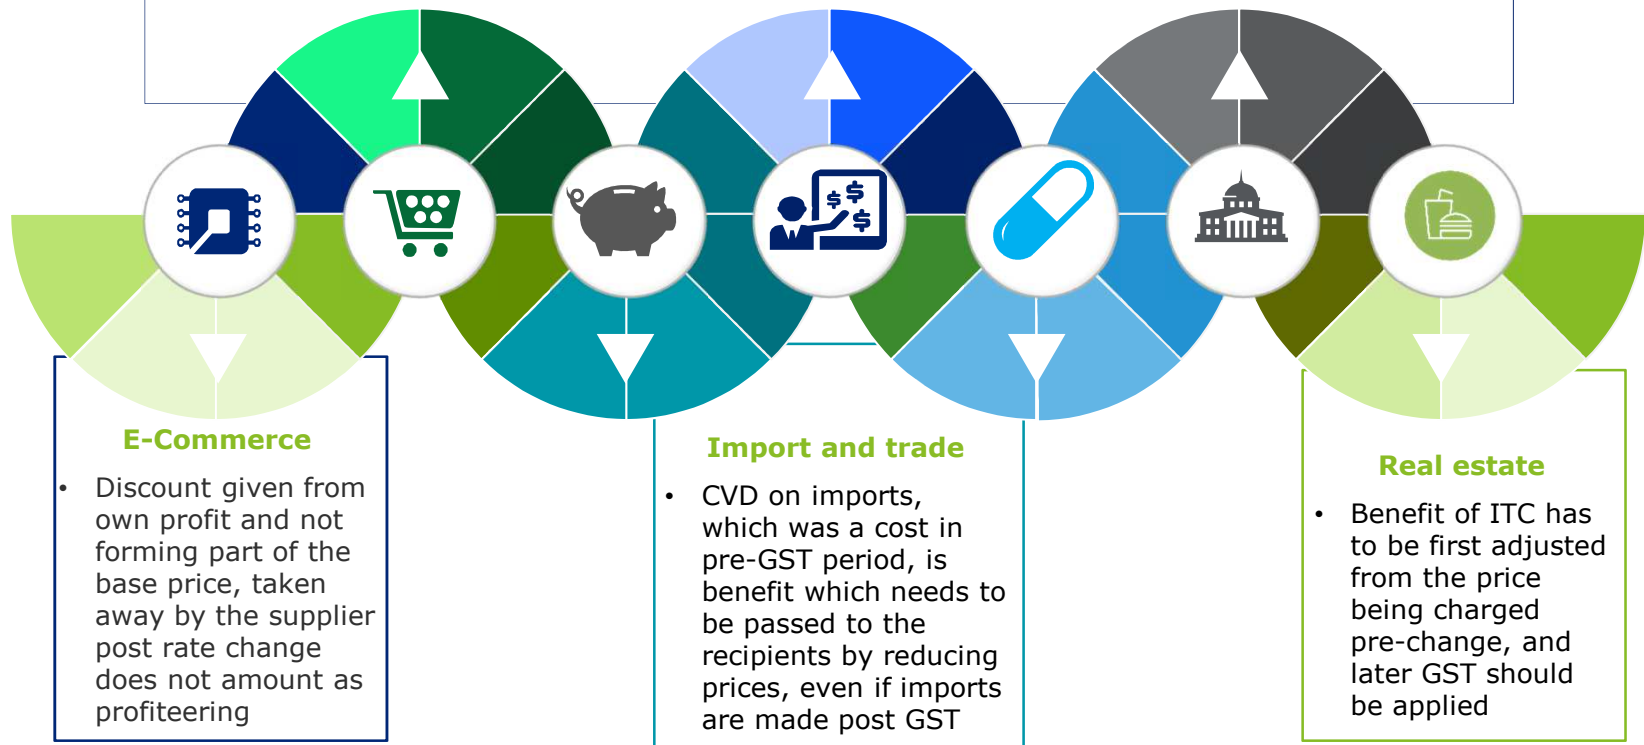 E-Commerce
• Discount given from
own profit and not
forming part of the
base price, taken
away by the supplier
post rate change
does not amount as
profiteering
Import and trade
• CVD on imports,
which was a cost in
pre-GST period, is
benefit which needs to
be passed to the
recipients by reducing
prices, even if imports
are made post GST
Real estate
• Benefit of ITC has
to be first adjusted
from the price
being charged
pre-change, and
later GST should
be applied
$ $
$